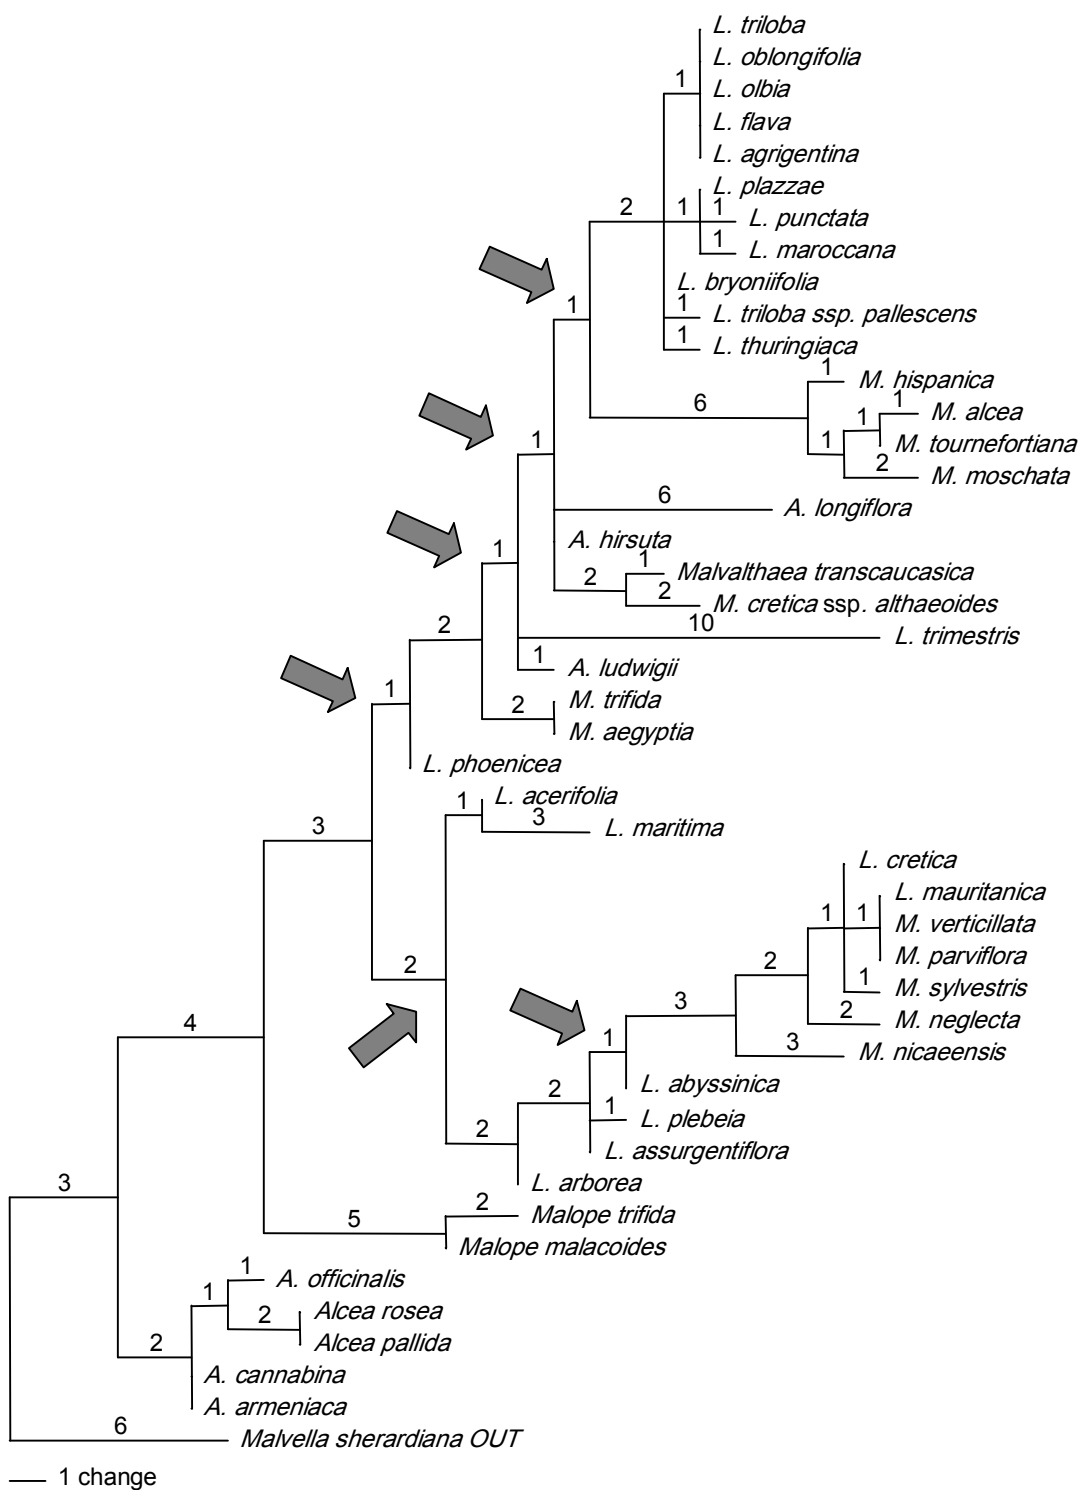 L. triloba
L. oblongifolia
1 L. olbia
L. flava
L. agrigentina
L. plazzae
2 1 1 L. punctata
1 L. maroccana
L. bryoniifolia
1 1 L. triloba ssp. pallescens
1 L. thuringiaca
1 M. hispanica
6 1 1 M. alcea
1 M. tournefortiana
2 M. moschata
1
6 A. longiflora
A. hirsuta
1 2 1 Malvalthaea transcaucasica
2 M. cretica ssp. althaeoides
2 10 L. trimestris
1 A. ludwigii
1 2 M. trifida
M. aegyptia
L. phoenicea
1 L. acerifolia
3 3 L. maritima
L. cretica
L. mauritanica
1 1 M. verticillata
M. parviflora
2 2 1 M. sylvestris
3 2 M. neglecta
4 1 3 M. nicaeensis
L. abyssinica
2 1 L. plebeia
2 L. assurgentiflora
L. arborea
3 2 Malope trifida
5 Malope malacoides
1 A. officinalis
1 2 Alcea rosea
2 Alcea pallida
A. cannabina
A. armeniaca
6 Malvella sherardiana OUT
1 change